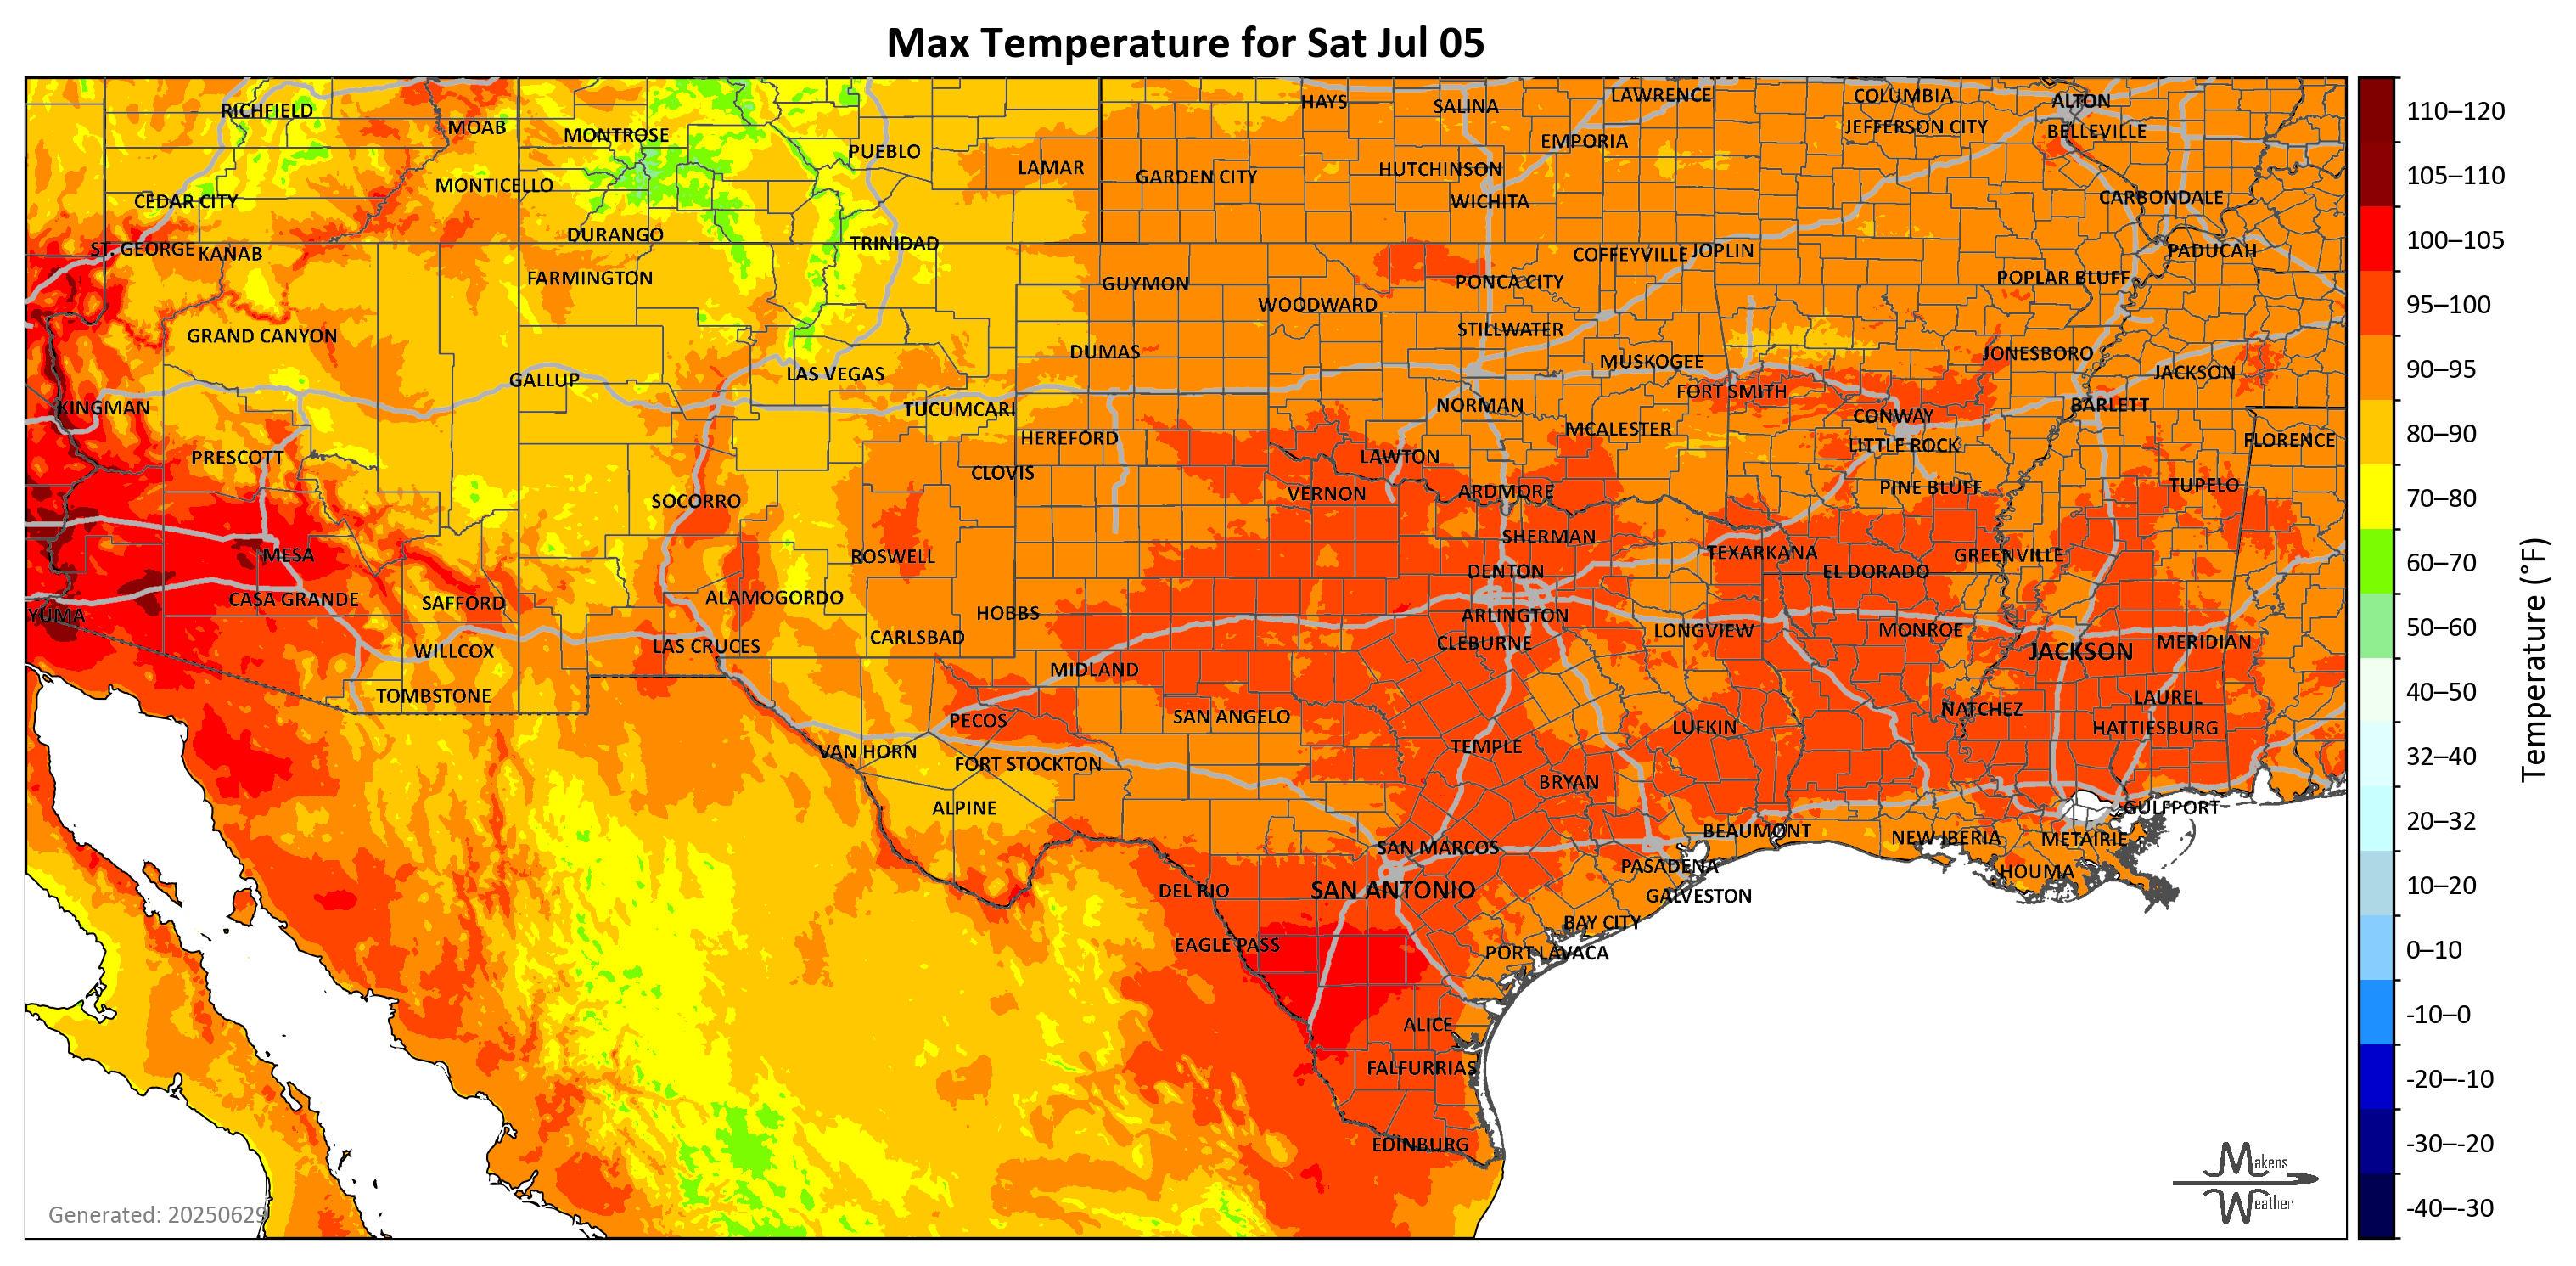 Max Temperature for Sat Jul 05
RICHFIELD
MOAB
MONTROSE
PUEBLO
LAMAR
HAYS
SALINA
LAWRENCE
COLUMBIA
ALTON
JEFFERSON CITY
BELLEVILLE
EMPORIA
GARDEN CITY
HUTCHINSON
WICHITA
CARBONDALE
CEDAR CITY
MONTICELLO
ST. GEORGE
KANAB
DURANGO
TRINIDAD
COFFEYVILLE
JOPLIN
PADUCAH
FARMINGTON
GUYMON
PONCA CITY
POPLAR BLUFF
WOODWARD
GRAND CANYON
STILLWATER
DUMAS
MUSKOGEE
JONESBORO
GALLUP
LAS VEGAS
FORT SMITH
JACKSON
KINGMAN
TUCUMCARI
NORMAN
CONWAY
BARLETT
HEREFORD
MCALESTER
LITTLE ROCK
FLORENCE
PRESCOTT
CLOVIS
LAWTON
SOCORRO
VERNON
ARDMORE
PINE BLUFF
TUPELO
MESA
ROSWELL
SHERMAN
TEXARKANA
GREENVILLE
CASA GRANDE
SAFFORD
ALAMOGORDO
DENTON
EL DORADO
YUMA
HOBBS
ARLINGTON
WILLCOX
LAS CRUCES
CARLSBAD
CLEBURNE
LONGVIEW
MONROE
JACKSON
MERIDIAN
MIDLAND
TOMBSTONE
PECOS
SAN ANGELO
LUFKIN
NATCHEZ
LAUREL
HATTIESBURG
VAN HORN
FORT STOCKTON
TEMPLE
BRYAN
ALPINE
GULFPORT
SAN MARCOS
BEAUMONT
NEW IBERIA
METAIRIE
DEL RIO
SAN ANTONIO
PASADENA
GALVESTON
HOUMA
EAGLE PASS
BAY CITY
PORT LAVACA
ALICE
FALFURRIAS
EDINBURG
Generated: 20250629
Makens
Weather
110–120
105–110
100–105
95–100
90–95
80–90
70–80
60–70
50–60
40–50
32–40
20–32
10–20
0–10
-10–0
-20–-10
-30–-20
-40–-30
Temperature (°F)